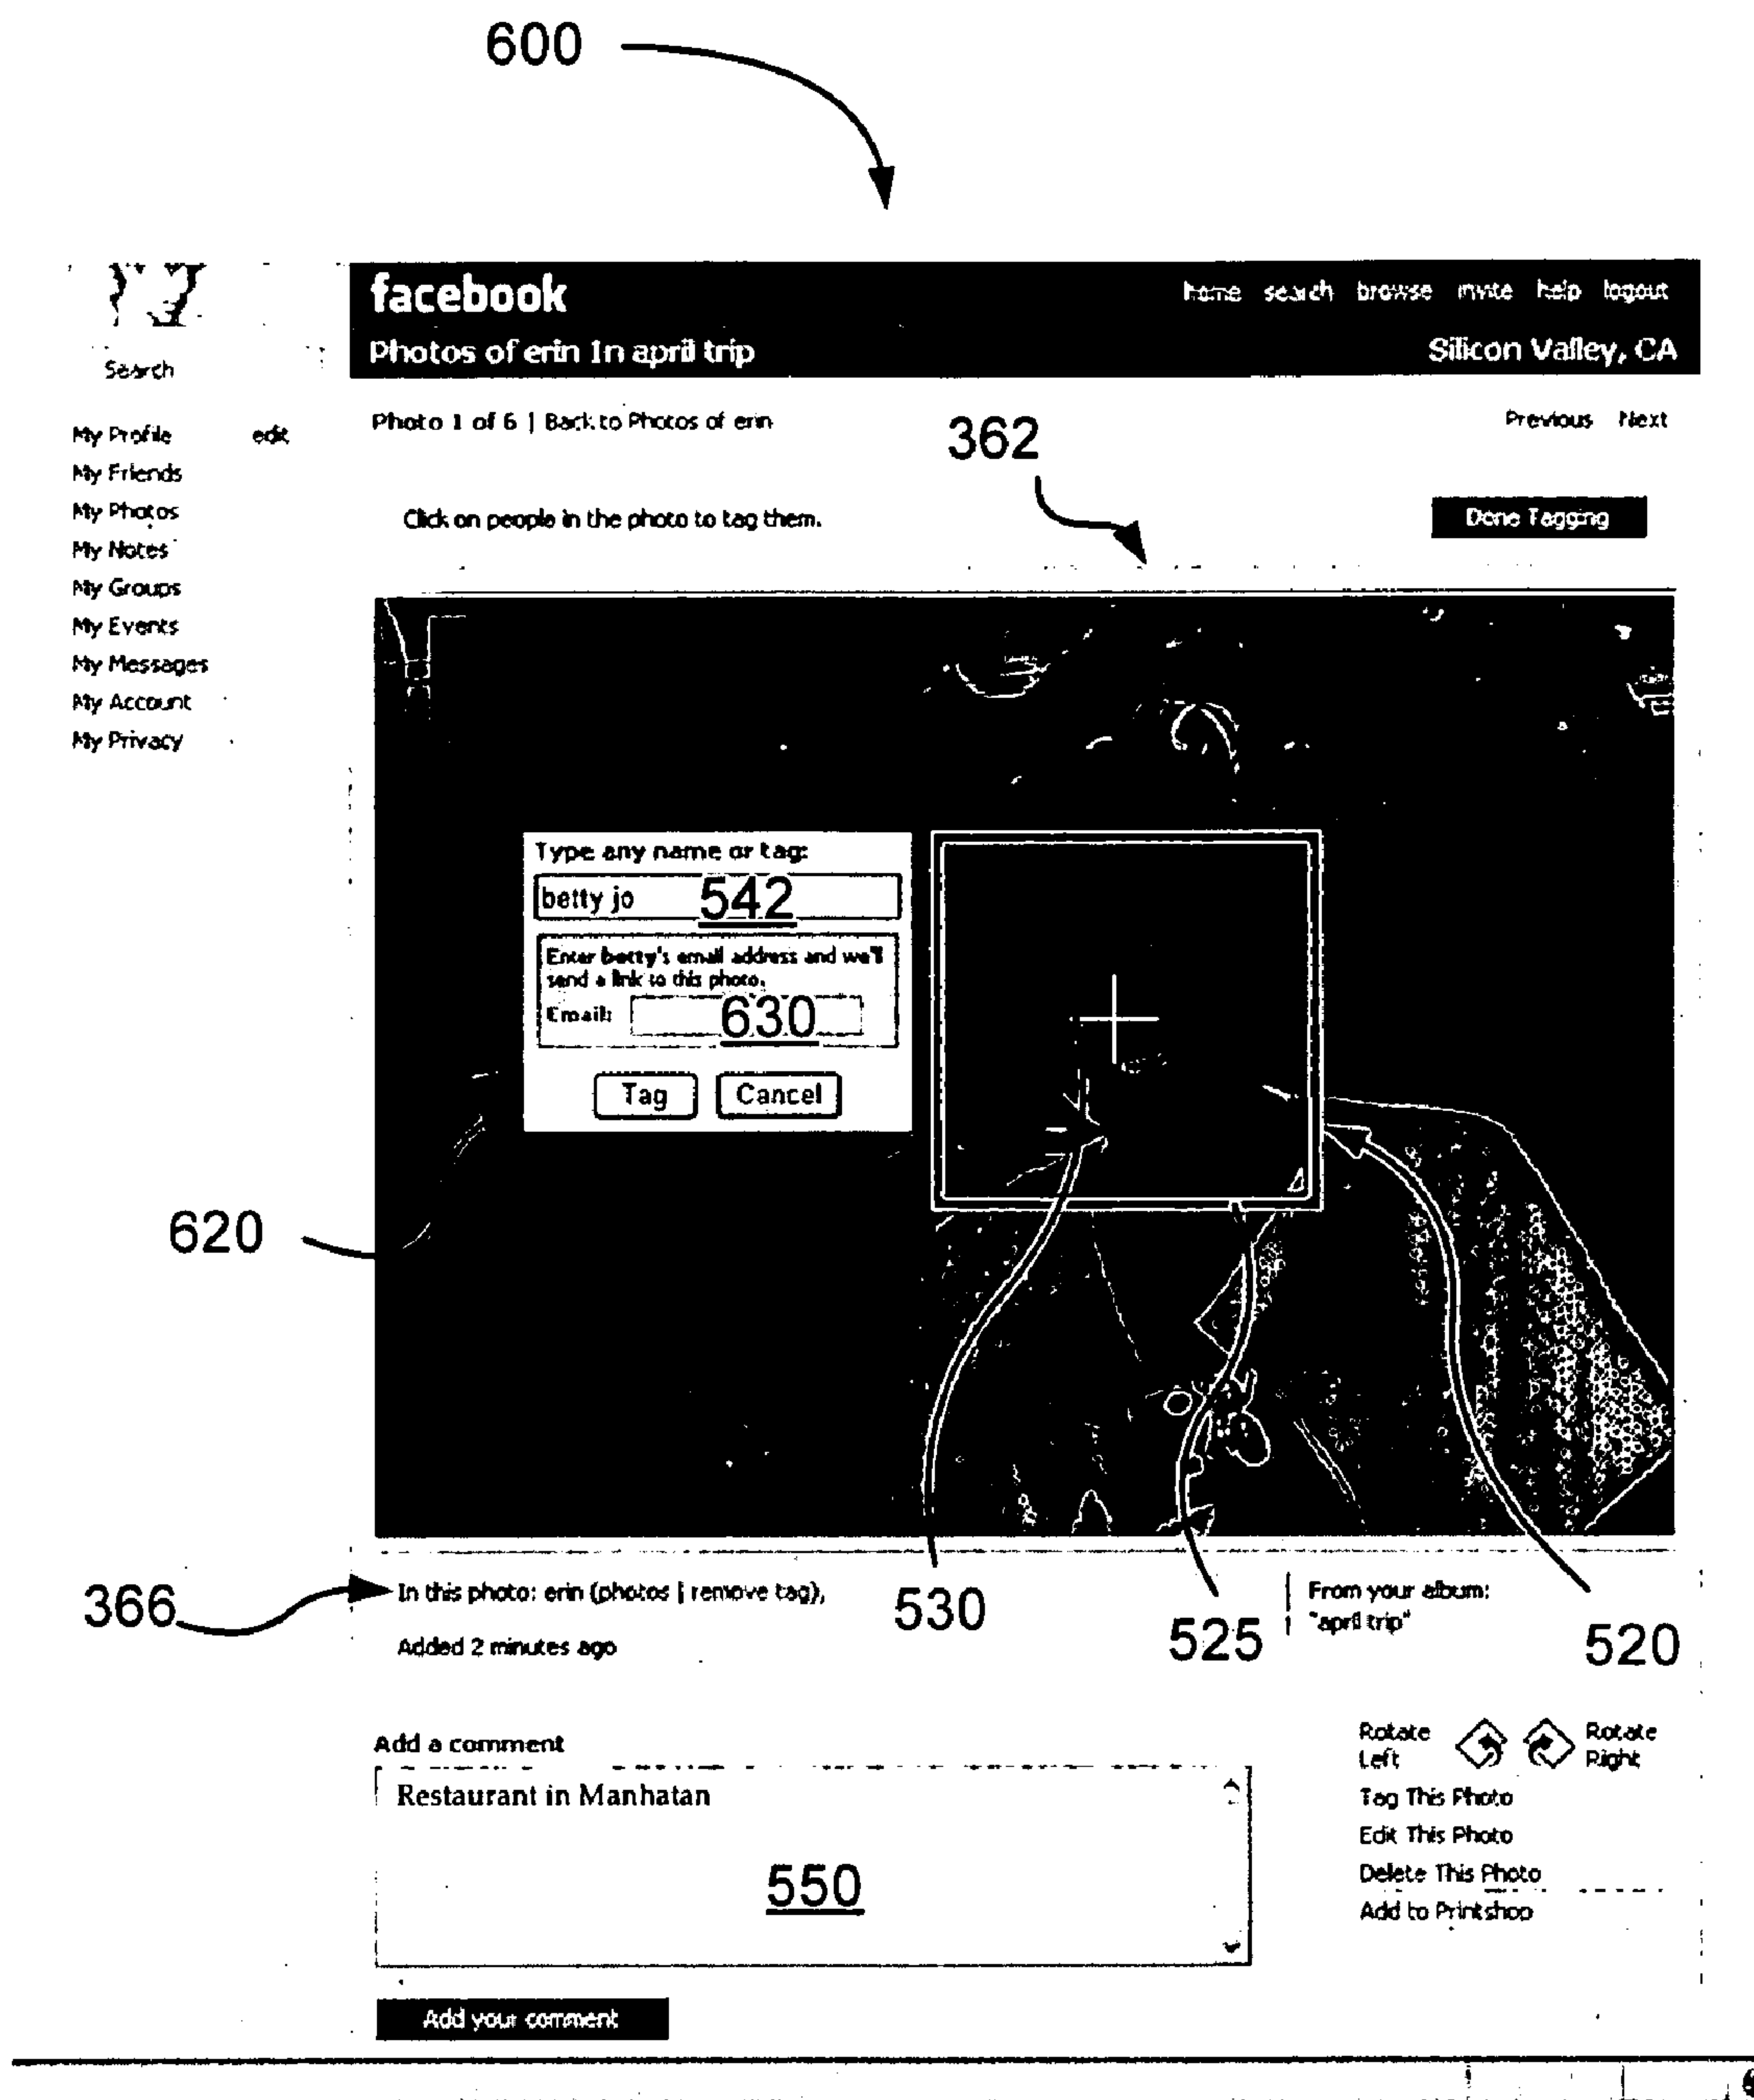 600
facebook
home search browse invite help logout
Photos of erin In april trip
Silicon Valley, CA
Search
Photo 1 of 6 | Back to Photos of erin
362
Previous Next
My Profile edit
My Friends
My Photos
My Notes
My Groups
My Events
My Messages
My Account
My Privacy
Click on people in the photo to tag them.
Done Tagging
Type any name or tag:
betty jo 542
Enter betty's email address and we'll
send a link to this photo.
Email: 630
Tag Cancel
620
366
In this photo: erin (photos | remove tag),
Added 2 minutes ago
530
525
From your album:
"april trip"
520
Add a comment
Restaurant in Manhatan
550
Rotate
Left
Rotate
Right
Tag This Photo
Edit This Photo
Delete This Photo
Add to Printshop
Add your comment